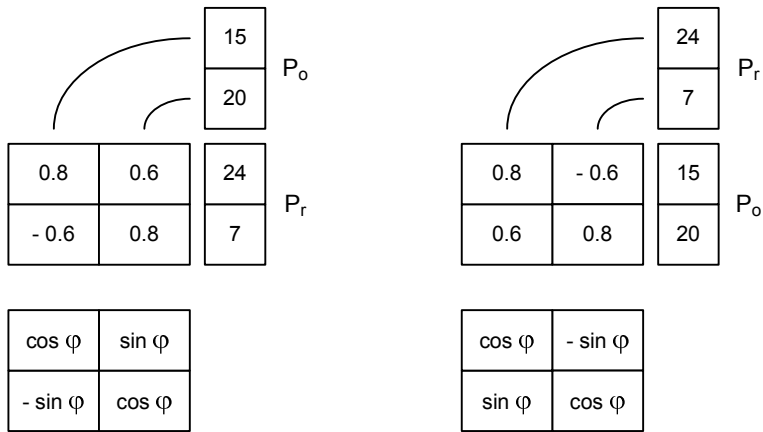 15
20
P₀
0.8 0.6
- 0.6 0.8
24
7
Pᵣ
cos φ sin φ
- sin φ cos φ
24
7
Pᵣ
0.8 - 0.6
0.6 0.8
15
20
Pₒ
cos φ - sin φ
sin φ cos φ